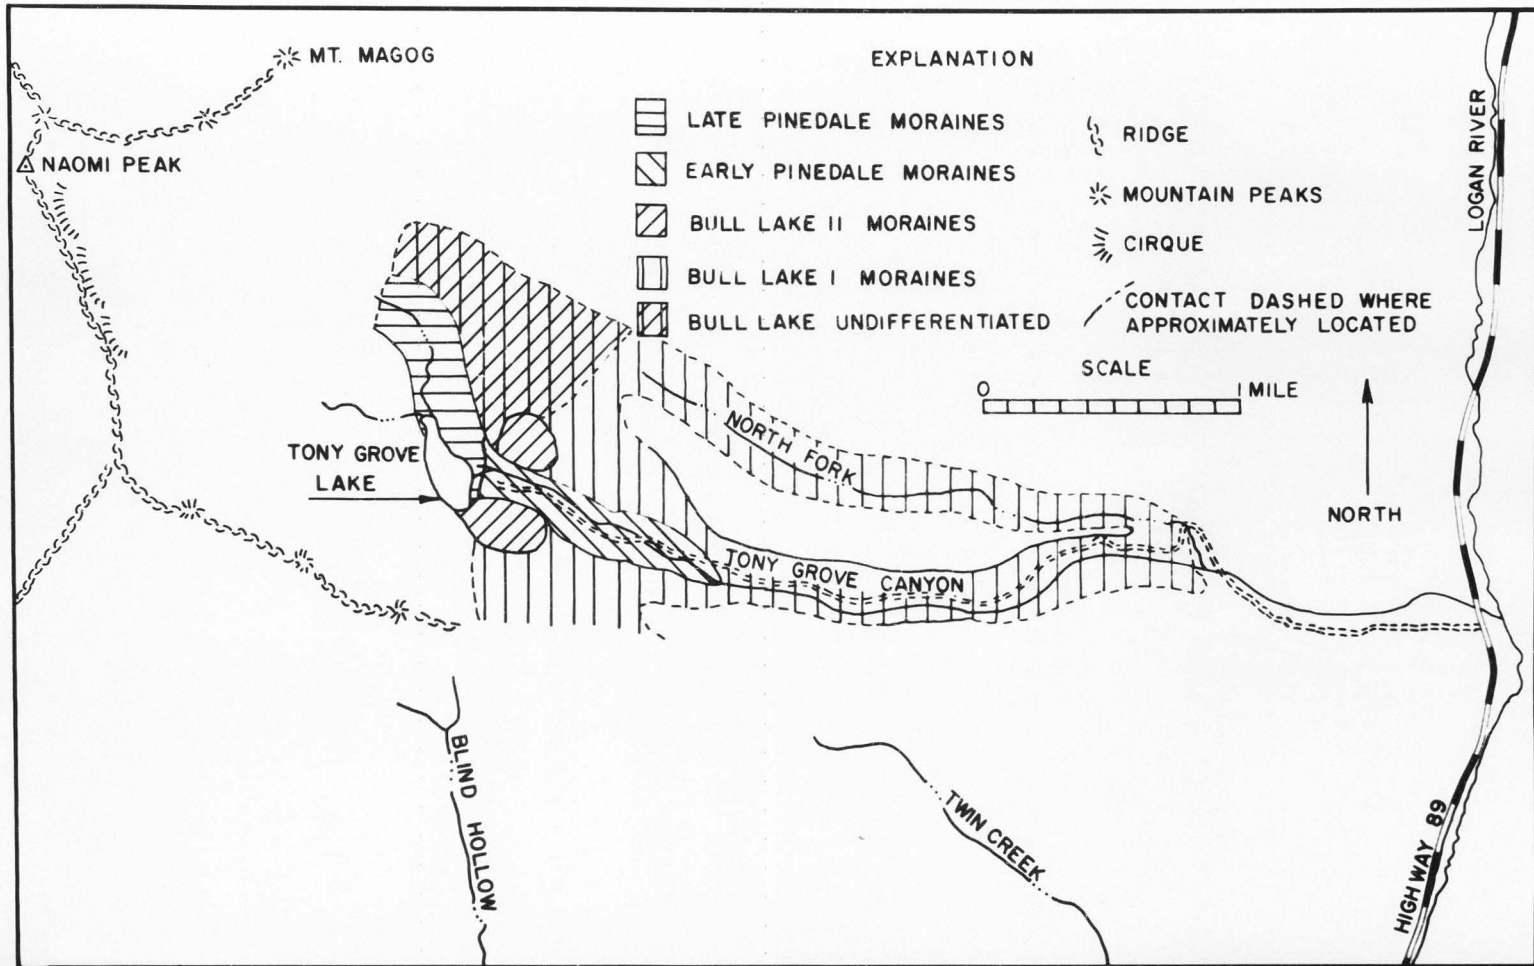 MT. MAGOG
NAOMI PEAK
EXPLANATION
LATE PINEDALE MORAINES
EARLY PINEDALE MORAINES
BULL LAKE II MORAINES
BULL LAKE I MORAINES
BULL LAKE UNDIFFERENTIATED
RIDGE
MOUNTAIN PEAKS
CIRQUE
CONTACT DASHED WHERE
APPROXIMATELY LOCATED
SCALE
0 1 MILE
NORTH
LOGAN RIVER
NORTH FORK
TONY GROVE
LAKE
TONY GROVE CANYON
BLIND HOLLOW
TWIN CREEK
HIGHWAY 89